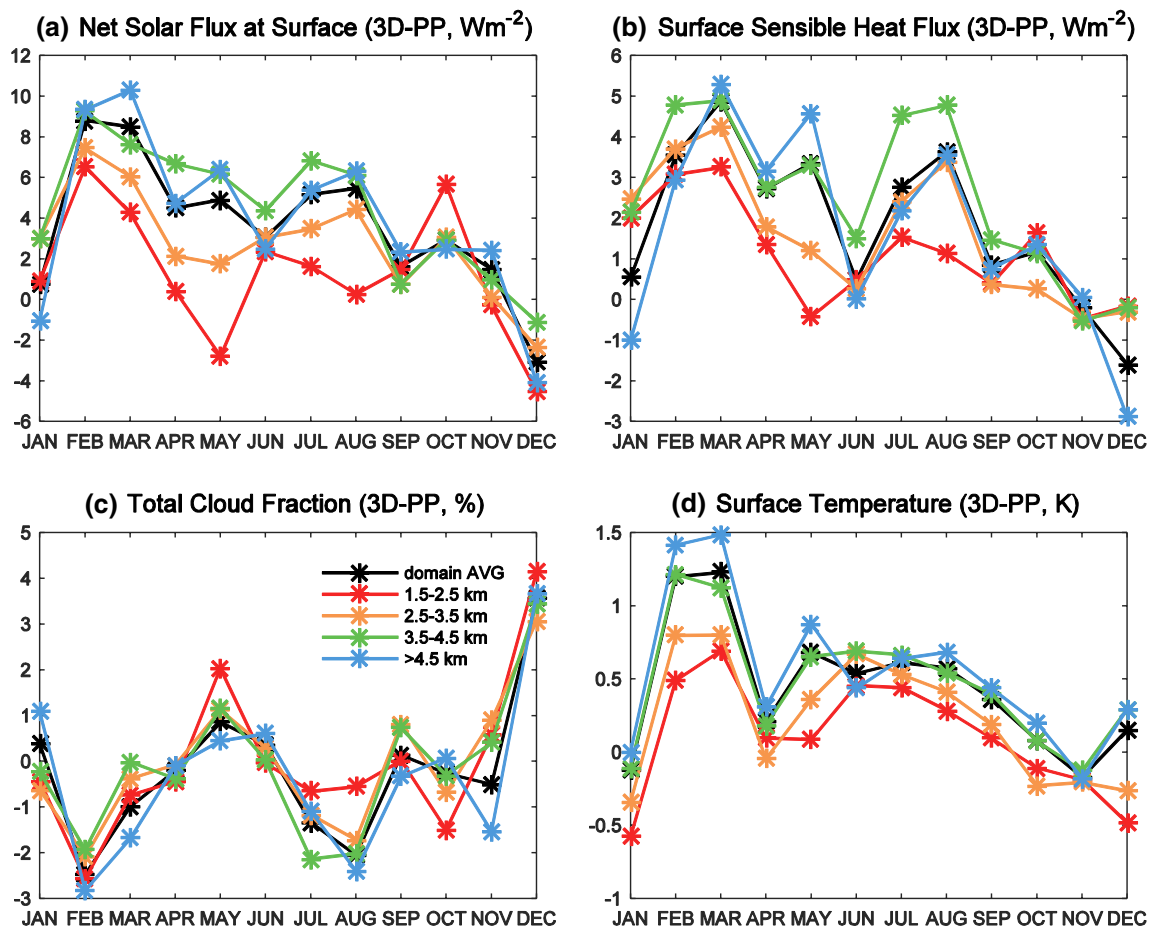 (a) Net Solar Flux at Surface (3D-PP, Wm-2)
12
10
8
6
4
2
0
-2
-4
-6
JAN FEB MAR APR MAY JUN JUL AUG SEP OCT NOV DEC
(b) Surface Sensible Heat Flux (3D-PP, Wm-2)
6
5
4
3
2
1
0
-1
-2
-3
JAN FEB MAR APR MAY JUN JUL AUG SEP OCT NOV DEC
(c) Total Cloud Fraction (3D-PP, %)
5
4
3
2
1
0
-1
-2
-3
domain AVG
1.5-2.5 km
2.5-3.5 km
3.5-4.5 km
>4.5 km
JAN FEB MAR APR MAY JUN JUL AUG SEP OCT NOV DEC
(d) Surface Temperature (3D-PP, K)
1.5
1
0.5
0
-0.5
-1
JAN FEB MAR APR MAY JUN JUL AUG SEP OCT NOV DEC